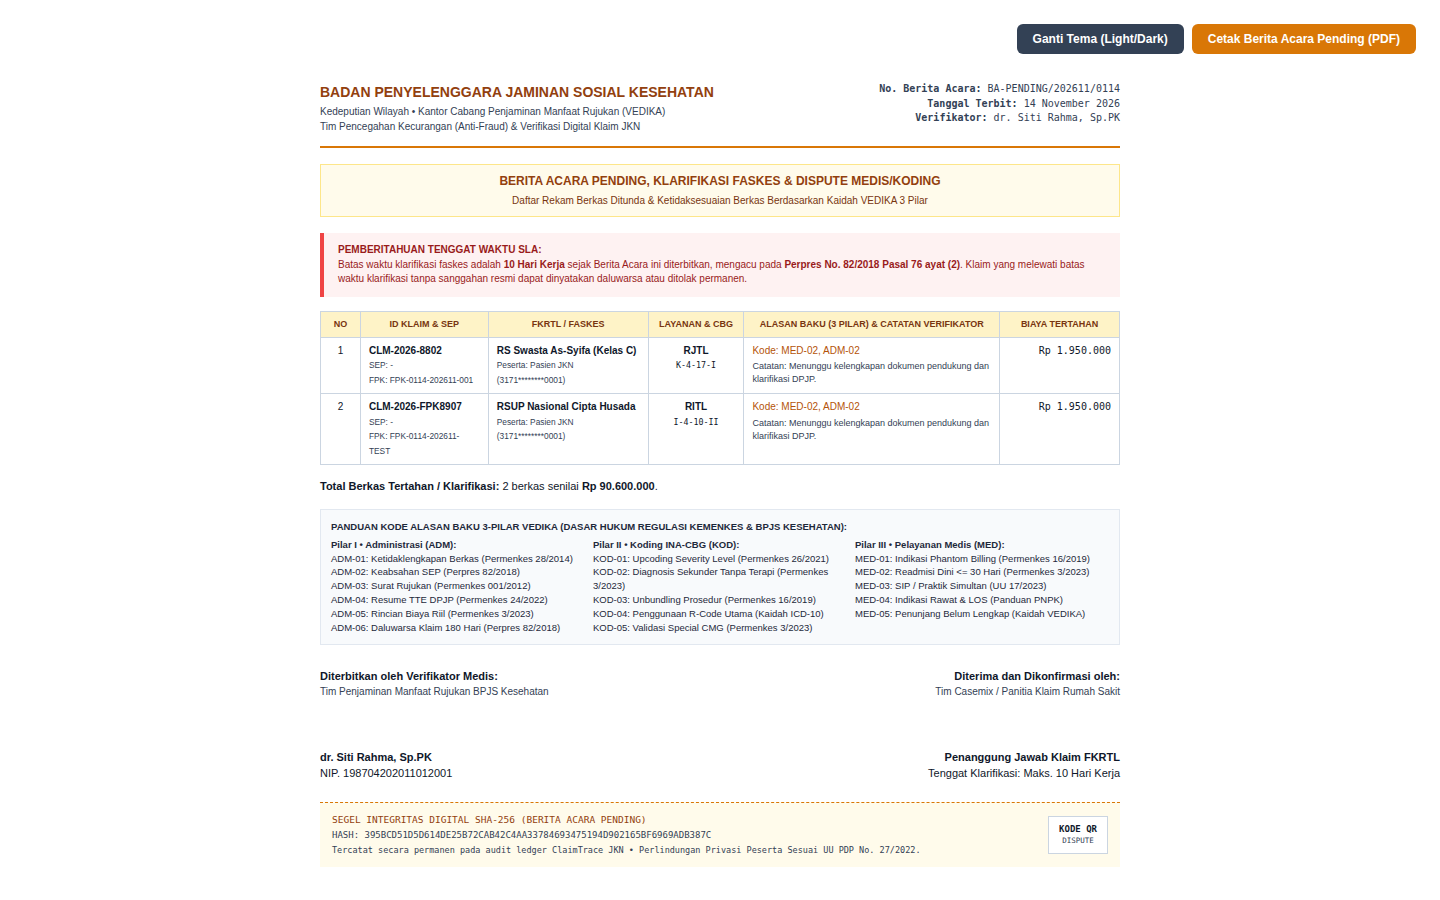 Ganti Tema (Light/Dark)
Cetak Berita Acara Pending (PDF)
BADAN PENYELENGGARA JAMINAN SOSIAL KESEHATAN
Kedeputian Wilayah • Kantor Cabang Penjaminan Manfaat Rujukan (VEDIKA)
Tim Pencegahan Kecurangan (Anti-Fraud) & Verifikasi Digital Klaim JKN
No. Berita Acara: BA-PENDING/202611/0114
Tanggal Terbit: 14 November 2026
Verifikator: dr. Siti Rahma, Sp.PK
BERITA ACARA PENDING, KLARIFIKASI FASKES & DISPUTE MEDIS/KODING
Daftar Rekam Berkas Ditunda & Ketidaksesuaian Berkas Berdasarkan Kaidah VEDIKA 3 Pilar
PEMBERITAHUAN TENGGAT WAKTU SLA:
Batas waktu klarifikasi faskes adalah 10 Hari Kerja sejak Berita Acara ini diterbitkan, mengacu pada Perpres No. 82/2018 Pasal 76 ayat (2). Klaim yang melewati batas
waktu klarifikasi tanpa sanggahan resmi dapat dinyatakan daluwarsa atau ditolak permanen.
NO ID KLAIM & SEP FKRTL / FASKES LAYANAN & CBG ALASAN BAKU (3 PILAR) & CATATAN VERIFIKATOR BIAYA TERTAHAN
1
CLM-2026-8802
SEP: -
FPK: FPK-0114-202611-001
RS Swasta As-Syifa (Kelas C)
Peserta: Pasien JKN
(3171********0001)
RJTL
K-4-17-I
Kode: MED-02, ADM-02
Catatan: Menunggu kelengkapan dokumen pendukung dan
klarifikasi DPJP.
Rp 1.950.000
2
CLM-2026-FPK8907
SEP: -
FPK: FPK-0114-202611-
TEST
RSUP Nasional Cipta Husada
Peserta: Pasien JKN
(3171********0001)
RITL
I-4-10-II
Kode: MED-02, ADM-02
Catatan: Menunggu kelengkapan dokumen pendukung dan
klarifikasi DPJP.
Rp 1.950.000
Total Berkas Tertahan / Klarifikasi: 2 berkas senilai Rp 90.600.000.
PANDUAN KODE ALASAN BAKU 3-PILAR VEDIKA (DASAR HUKUM REGULASI KEMENKES & BPJS KESEHATAN):
Pilar I • Administrasi (ADM):
ADM-01: Ketidaklengkapan Berkas (Permenkes 28/2014)
ADM-02: Keabsahan SEP (Perpres 82/2018)
ADM-03: Surat Rujukan (Permenkes 001/2012)
ADM-04: Resume TTE DPJP (Permenkes 24/2022)
ADM-05: Rincian Biaya Riil (Permenkes 3/2023)
ADM-06: Daluwarsa Klaim 180 Hari (Perpres 82/2018)
Pilar II • Koding INA-CBG (KOD):
KOD-01: Upcoding Severity Level (Permenkes 26/2021)
KOD-02: Diagnosis Sekunder Tanpa Terapi (Permenkes
3/2023)
KOD-03: Unbundling Prosedur (Permenkes 16/2019)
KOD-04: Penggunaan R-Code Utama (Kaidah ICD-10)
KOD-05: Validasi Special CMG (Permenkes 3/2023)
Pilar III • Pelayanan Medis (MED):
MED-01: Indikasi Phantom Billing (Permenkes 16/2019)
MED-02: Readmisi Dini <= 30 Hari (Permenkes 3/2023)
MED-03: SIP / Praktik Simultan (UU 17/2023)
MED-04: Indikasi Rawat & LOS (Panduan PNPK)
MED-05: Penunjang Belum Lengkap (Kaidah VEDIKA)
Diterbitkan oleh Verifikator Medis:
Tim Penjaminan Manfaat Rujukan BPJS Kesehatan
Diterima dan Dikonfirmasi oleh:
Tim Casemix / Panitia Klaim Rumah Sakit
dr. Siti Rahma, Sp.PK
NIP. 198704202011012001
Penanggung Jawab Klaim FKRTL
Tenggat Klarifikasi: Maks. 10 Hari Kerja
SEGEL INTEGRITAS DIGITAL SHA-256 (BERITA ACARA PENDING)
HASH: 395BCD51D5D614DE25B72CAB42C4AA33784693475194D902165BF6969ADB387C
Tercatat secara permanen pada audit ledger ClaimTrace JKN • Perlindungan Privasi Peserta Sesuai UU PDP No. 27/2022.
KODE QR
DISPUTE